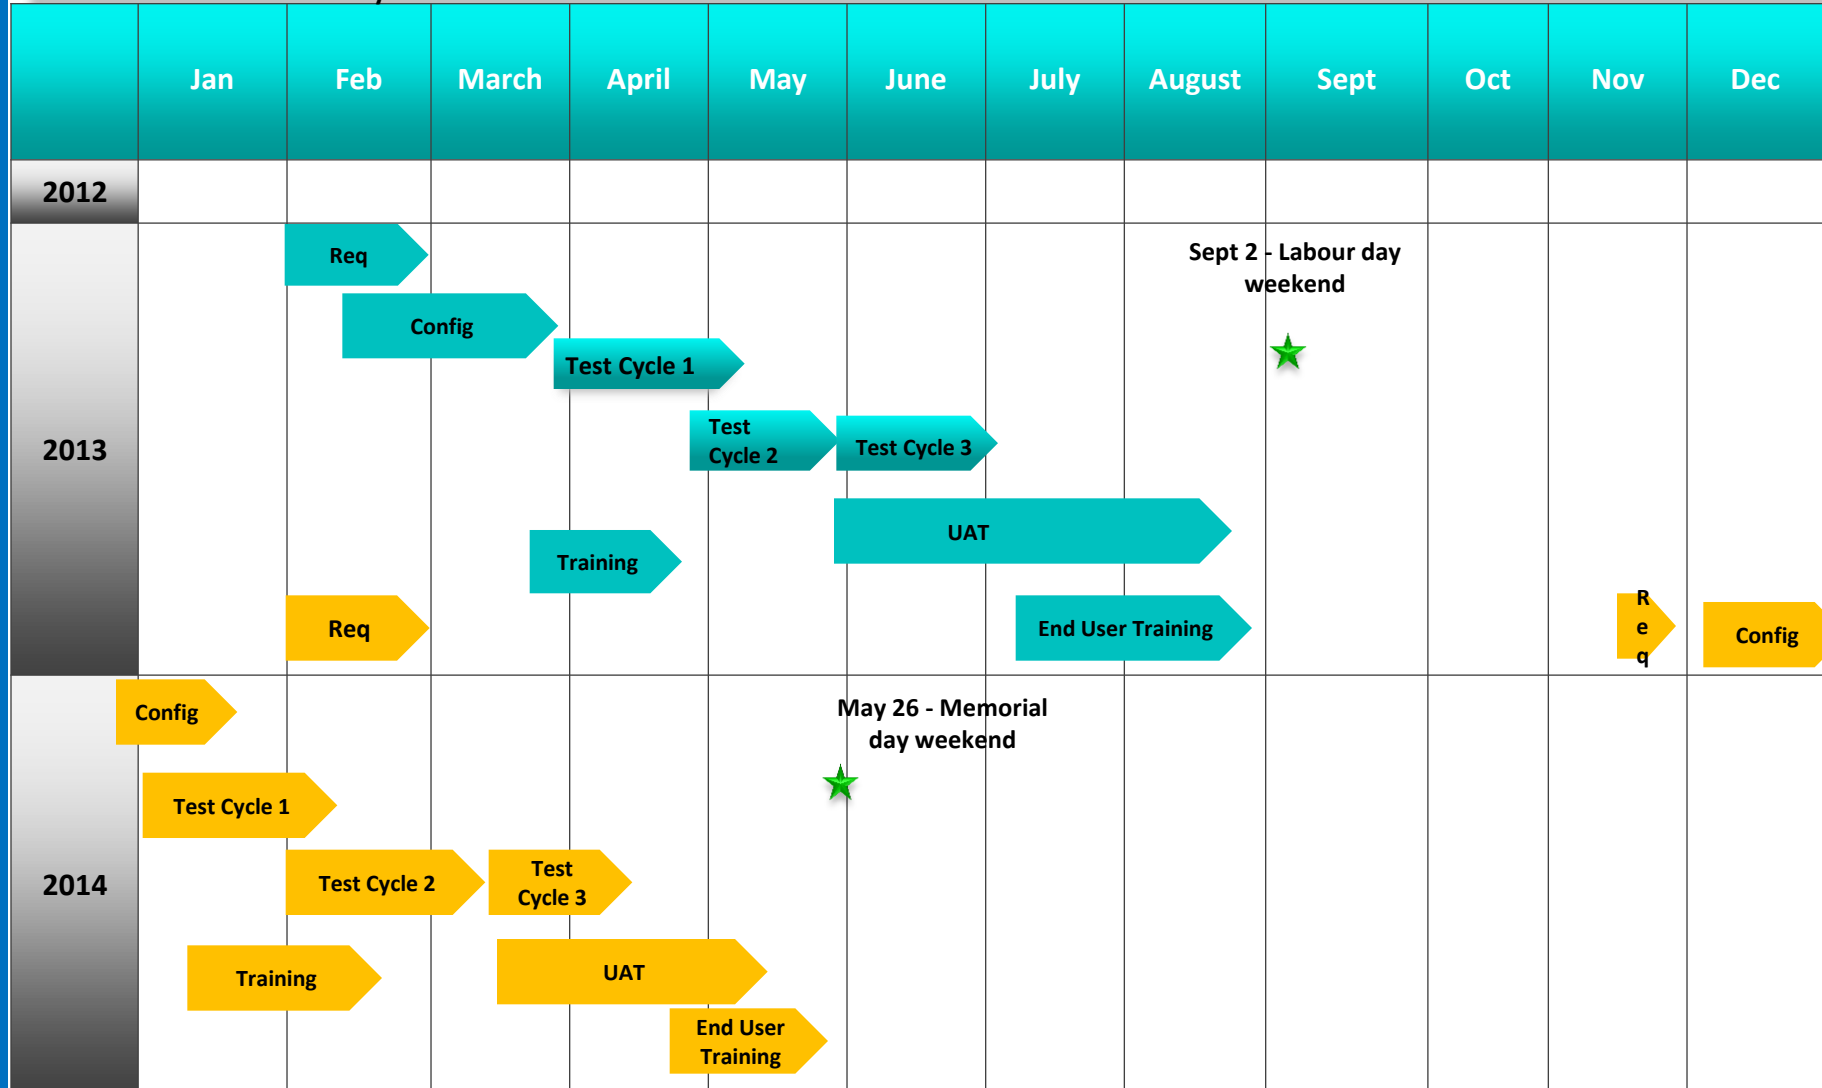 Jan
Feb
March
April
May
June
July
August
Sept
Oct
Nov
Dec
2012
2013
Req
Sept 2 - Labour day
weekend
Config
Test Cycle 1
Test
Cycle 2
Test Cycle 3
UAT
Training
Req
End User Training
R
e
q
Config
2014
Config
May 26 - Memorial
day weekend
Test Cycle 1
Test Cycle 2
Test
Cycle 3
Training
UAT
End User
Training